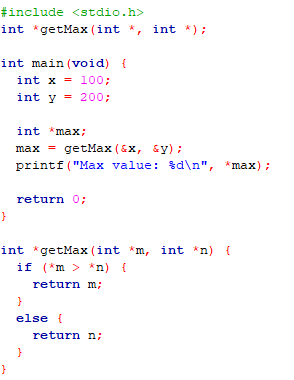 #include <stdio.h>
int *getMax(int *, int *);

int main(void) {
  int x = 100;
  int y = 200;

  int *max;
  max = getMax(&x, &y);
  printf("Max value: %d\n", *max);

  return 0;
}

int *getMax(int *m, int *n) {
  if (*m > *n) {
    return m;
  }
  else {
    return n;
  }
}